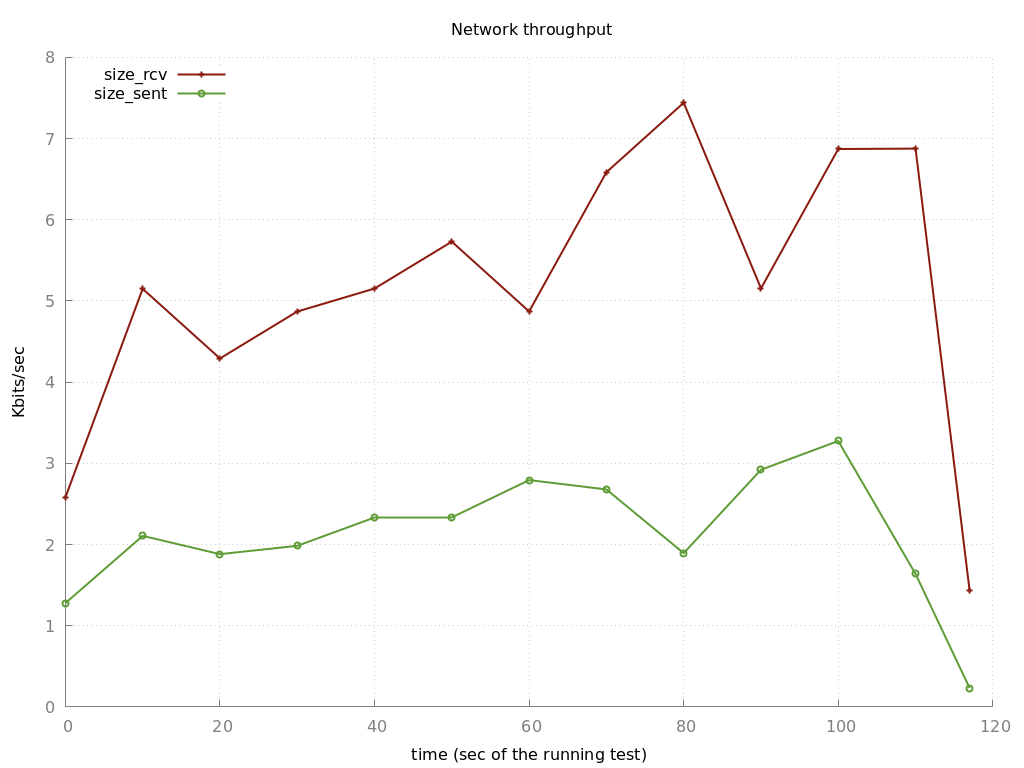 Network throughput
size_rcv
size_sent
Kbits/sec
8
7
6
5
4
3
2
1
0
0 20 40 60 80 100 120
time (sec of the running test)